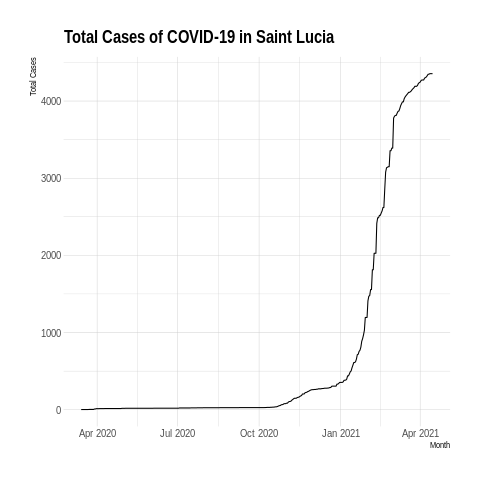 Total Cases of COVID-19 in Saint Lucia
Total Cases
4000
3000
2000
1000
0
Apr 2020 Jul 2020 Oct 2020 Jan 2021 Apr 2021
Month